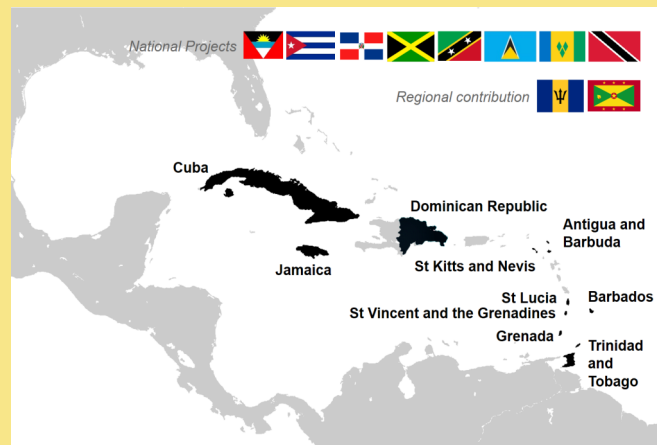 National Projects
Regional contribution
Cuba
Dominican Republic
Antigua and
Barbuda
Jamaica
St Kitts and Nevis
St Lucia
Barbados
St Vincent and the Grenadines
Grenada
Trinidad
and
Tobago